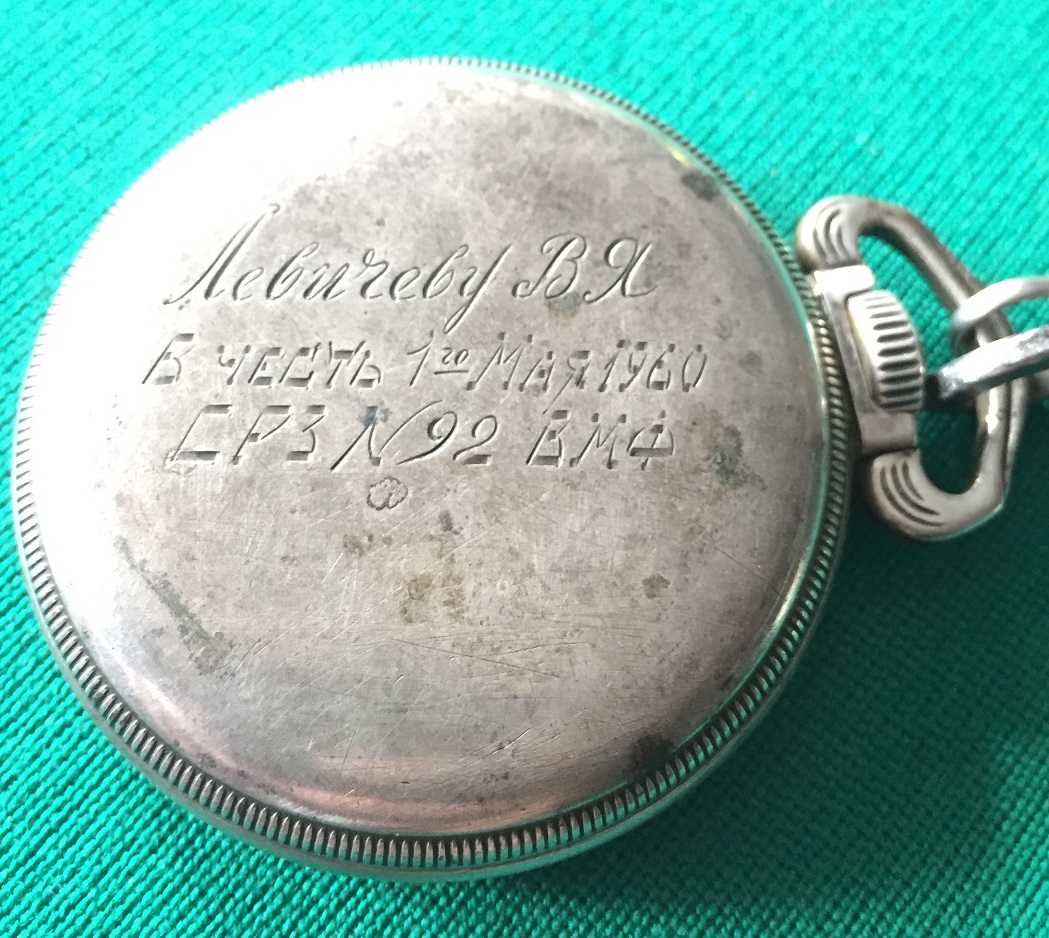 Левичеву В Я
В ЧЕСТЬ 1го Мая 1960
СРЗ N 92 ВМФ